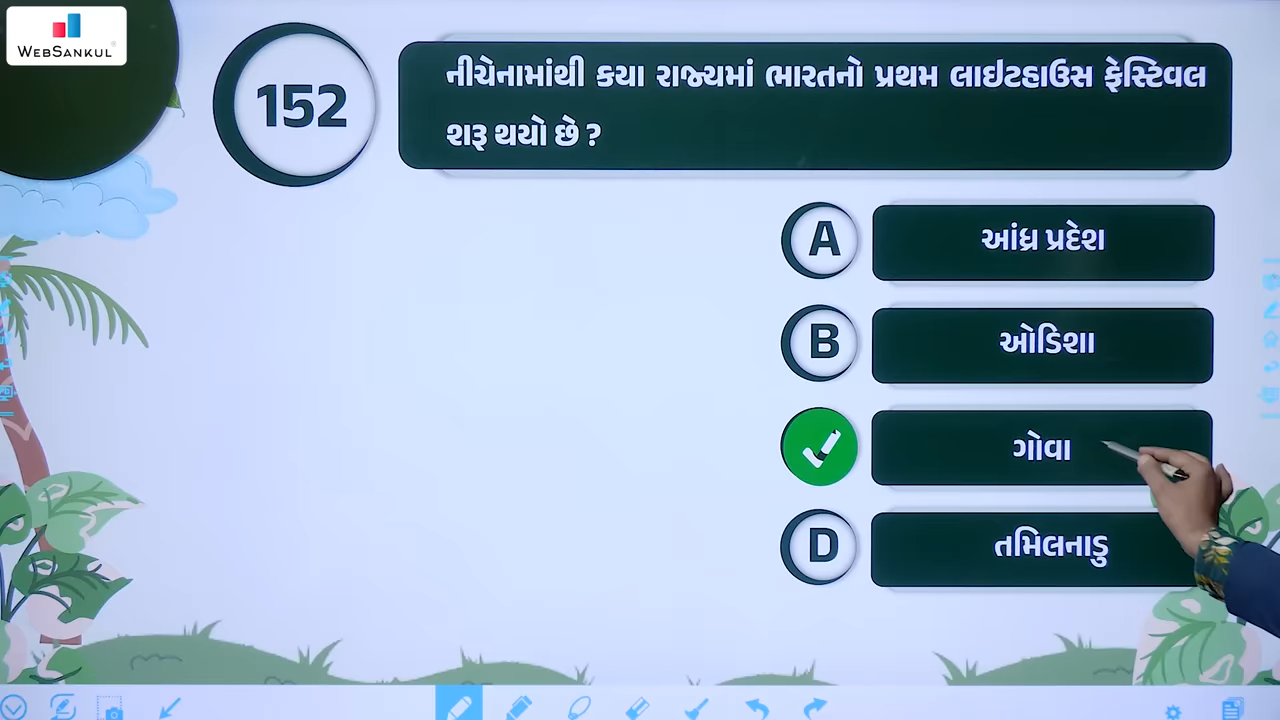 WEBSANKUL
152
નીચેનામાંથી કયા રાજ્યમાં ભારતનો પ્રથમ લાઇટહાઉસ ફેસ્ટિવલ
શરૂ થયો છે ?
A
આંધ્ર પ્રદેશ
B
ઓડિશા
ગોવા
D
તમિલનાડુ